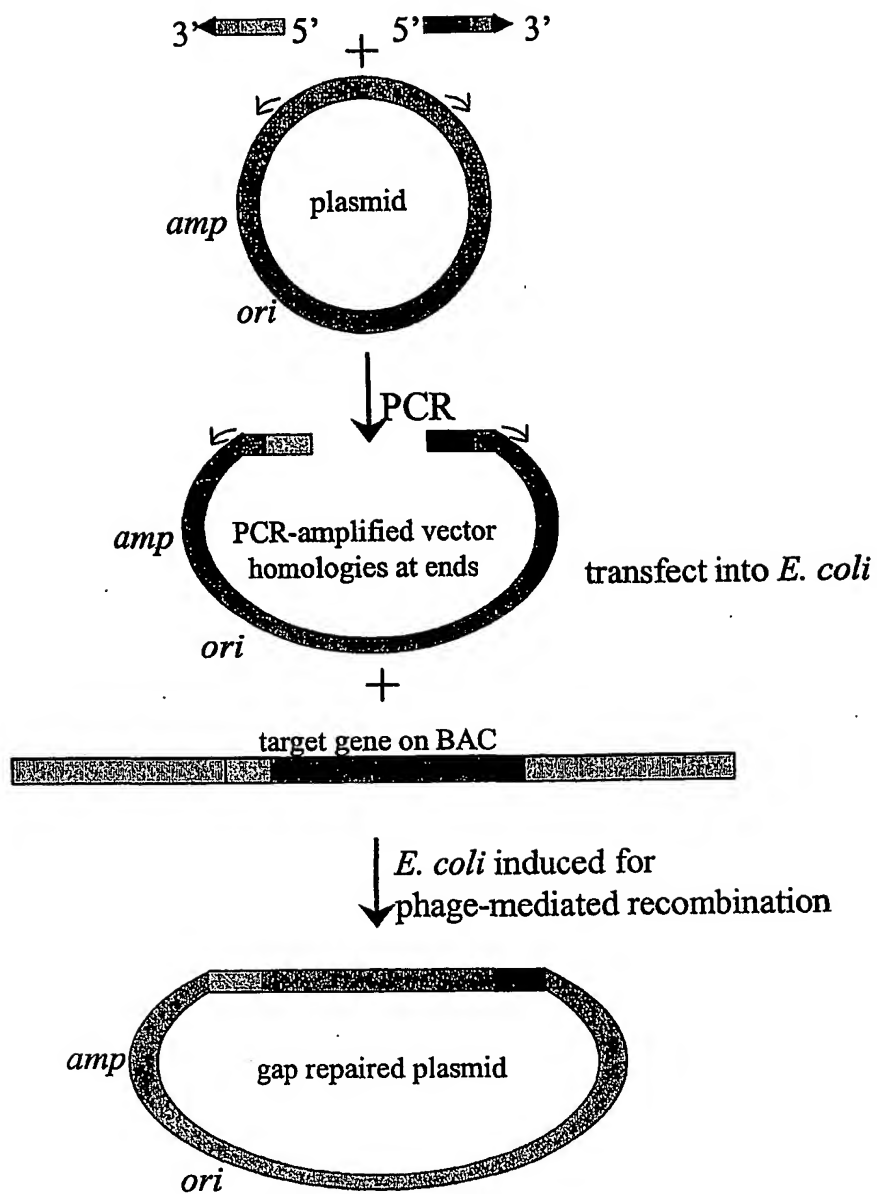 3' 5' 5' 3'
+
plasmid
amp
ori
PCR
amp
PCR-amplified vector
homologies at ends
transfect into E. coli
ori
+
target gene on BAC
E. coli induced for
phage-mediated recombination
amp
gap repaired plasmid
ori